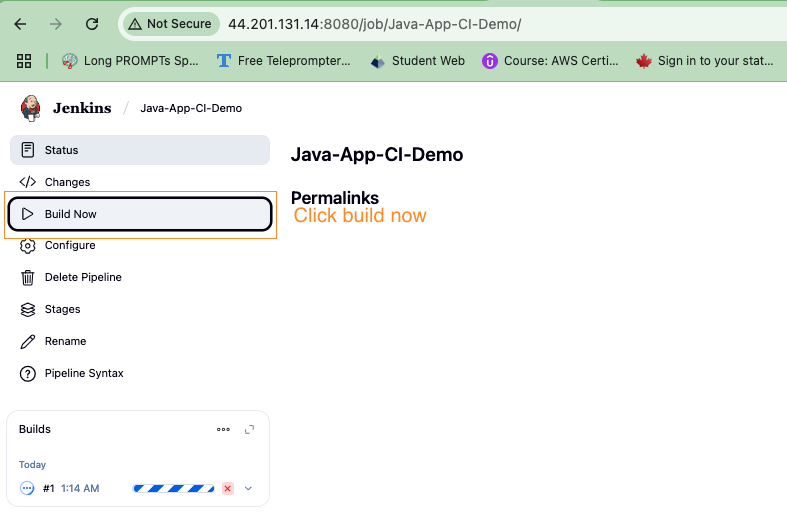 Not Secure 44.201.131.14:8080/job/Java-App-CI-Demo/
Long PROMPTs Sp... Free Teleprompter... Student Web Course: AWS Certi... Sign in to your stat...
Jenkins / Java-App-CI-Demo
Status
Changes
Build Now
Configure
Delete Pipeline
Stages
Rename
Pipeline Syntax
Builds
Today
#1 1:14 AM
Java-App-CI-Demo
Permalinks
Click build now